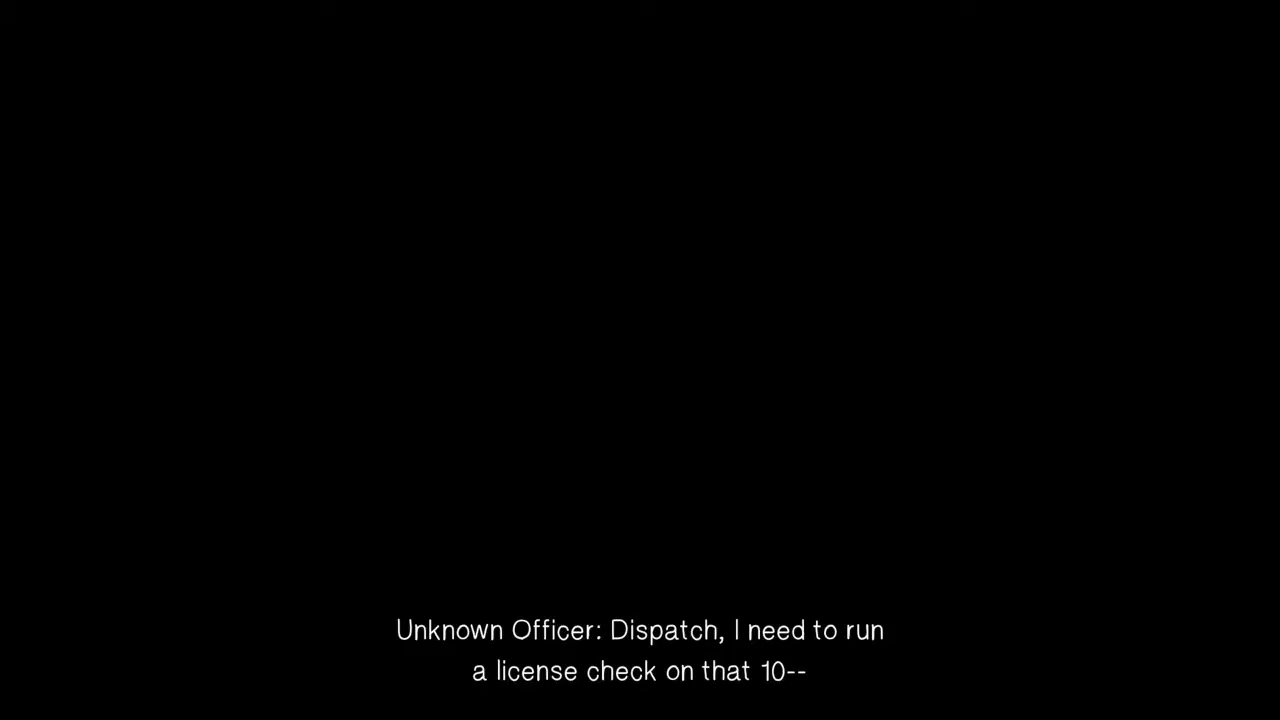 Unknown Officer: Dispatch, I need to run
a license check on that 10--